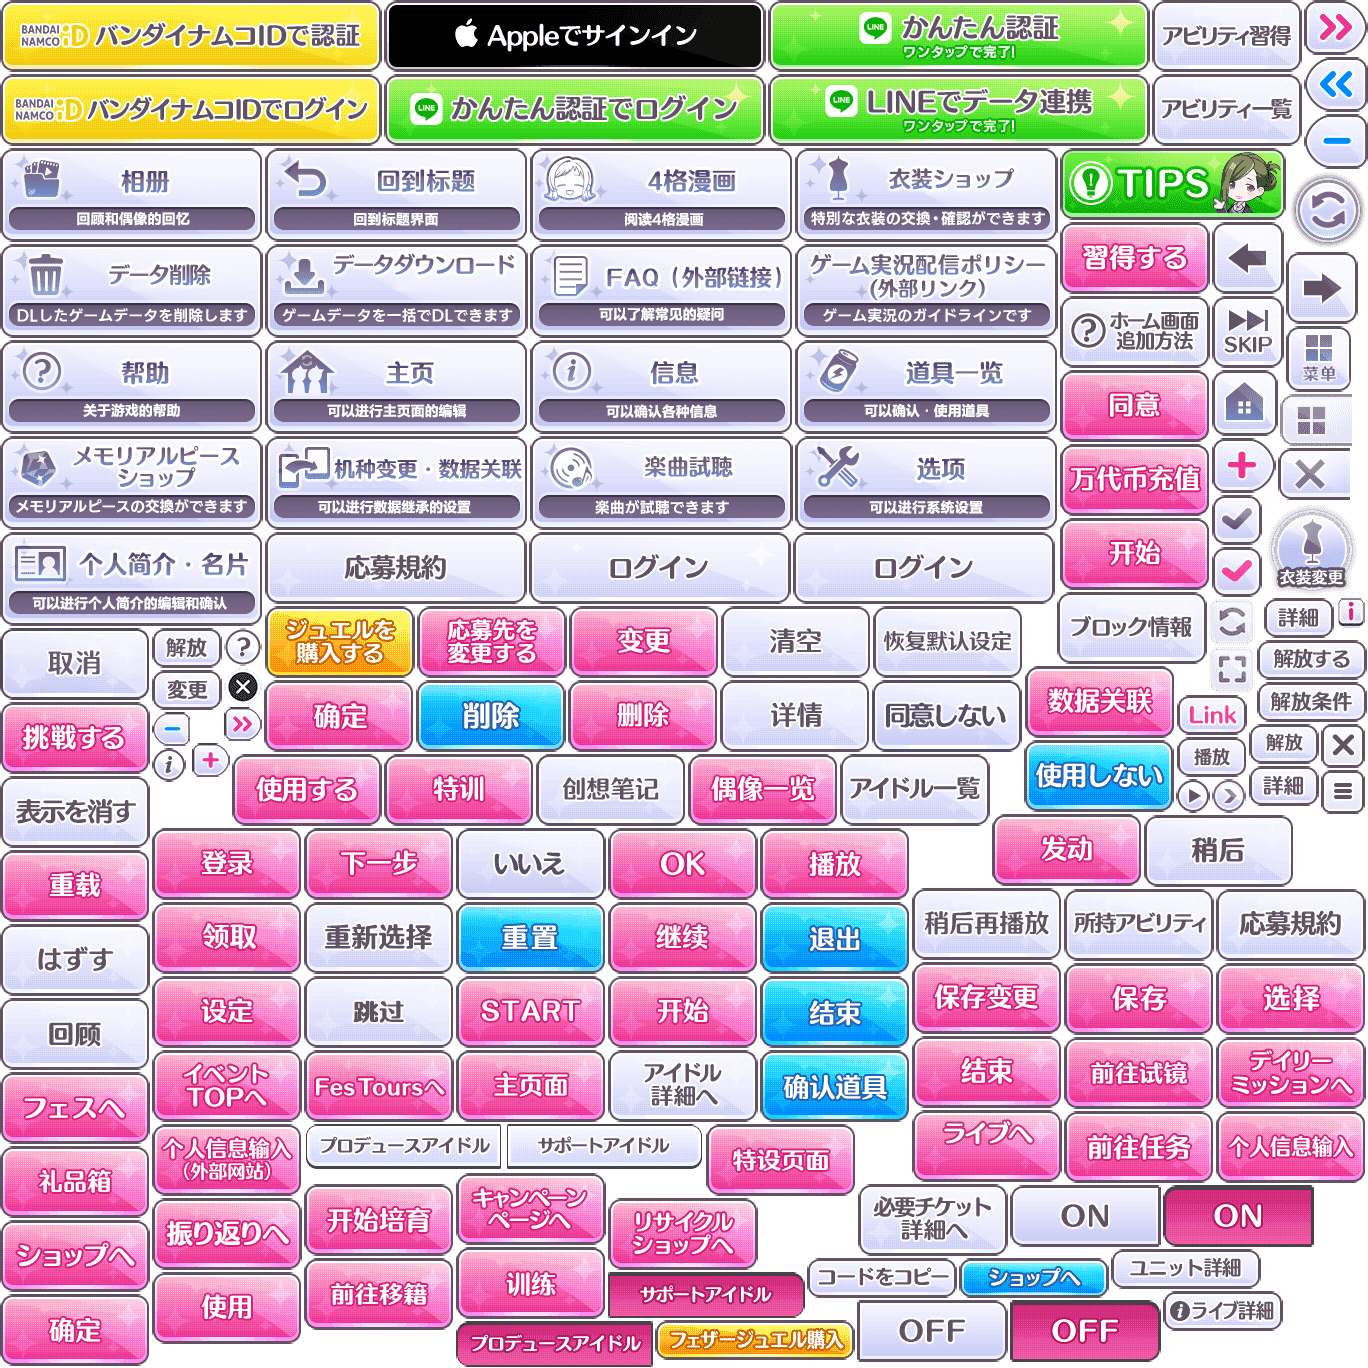 BANDAI NAMCO ID バンダイナムコIDで認証
Appleでサインイン
LINE かんたん認証
ワンタップで完了!
アビリティ習得
BANDAI NAMCO ID バンダイナムコIDでログイン
LINE かんたん認証でログイン
LINE LINEでデータ連携
ワンタップで完了!
アビリティ一覧
相册
回顾和偶像的回忆
回到标题
回到标题界面
4格漫画
阅读4格漫画
衣装ショップ
特別な衣装の交換・確認ができます
TIPS
データ削除
DLしたゲームデータを削除します
データダウンロード
ゲームデータを一括でDLできます
FAQ（外部链接）
可以了解常见的疑问
ゲーム実況配信ポリシー
(外部リンク)
ゲーム実況のガイドラインです
習得する
ホーム画面
追加方法
SKIP
菜单
帮助
关于游戏的帮助
主页
可以进行主页面的编辑
信息
可以确认各种信息
道具一览
可以确认・使用道具
同意
メモリアルピース
ショップ
メモリアルピースの交換ができます
机种变更・数据关联
可以进行数据继承的设置
楽曲試聴
楽曲が試聴できます
选项
可以进行系统设置
万代币充值
开始
衣装変更
个人简介・名片
可以进行个人简介的编辑和确认
応募規約
ログイン
ログイン
ブロック情報
詳細
i
取消
解放
?
変更
ジュエルを
購入する
応募先を
変更する
变更
清空
恢复默认设定
解放する
解放条件
挑戦する
确定
削除
删除
详情
同意しない
数据关联
Link
解放
播放
詳細
i
使用する
特训
创想笔记
偶像一览
アイドル一覧
使用しない
表示を消す
登录
下一步
いいえ
OK
播放
发动
稍后
重载
领取
重新选择
重置
继续
退出
稍后再播放
所持アビリティ
応募規約
はずす
设定
跳过
START
开始
结束
保存变更
保存
选择
回顾
イベント
TOPへ
Fes Toursへ
主页面
アイドル
詳細へ
确认道具
结束
前往试镜
デイリー
ミッションへ
フェスへ
个人信息输入
（外部网站）
プロデュースアイドル
サポートアイドル
特设页面
ライブへ
前往任务
个人信息输入
礼品箱
振り返りへ
开始培育
キャンペーン
ページへ
リサイクル
ショップへ
必要チケット
詳細へ
ON
ON
ショップへ
使用
前往移籍
训练
サポートアイドル
コードをコピー
ショップへ
ユニット詳細
确定
プロデュースアイドル
フェザージュエル購入
OFF
OFF
iライブ詳細